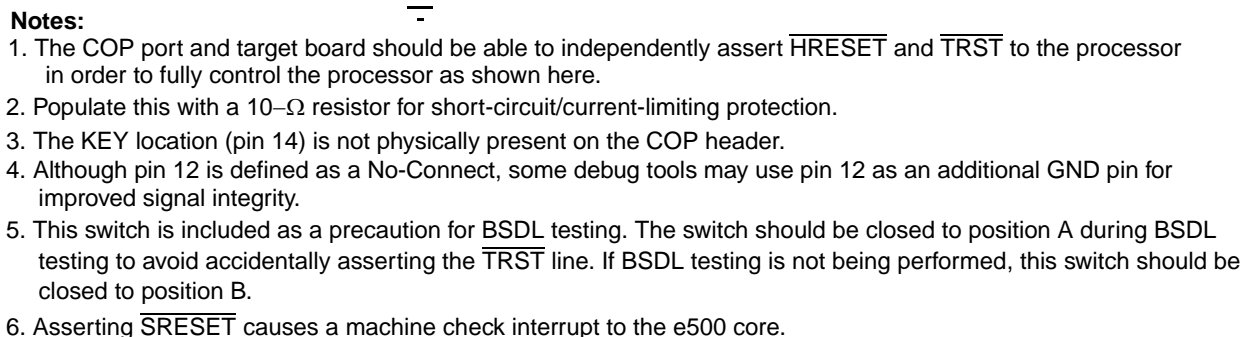 Notes:
1. The COP port and target board should be able to independently assert H̅R̅E̅S̅E̅T̅ and T̅R̅S̅T̅ to the processor
in order to fully control the processor as shown here.
2. Populate this with a 10–Ω resistor for short-circuit/current-limiting protection.
3. The KEY location (pin 14) is not physically present on the COP header.
4. Although pin 12 is defined as a No-Connect, some debug tools may use pin 12 as an additional GND pin for
improved signal integrity.
5. This switch is included as a precaution for BSDL testing. The switch should be closed to position A during BSDL
testing to avoid accidentally asserting the T̅R̅S̅T̅ line. If BSDL testing is not being performed, this switch should be
closed to position B.
6. Asserting S̅R̅E̅S̅E̅T̅ causes a machine check interrupt to the e500 core.